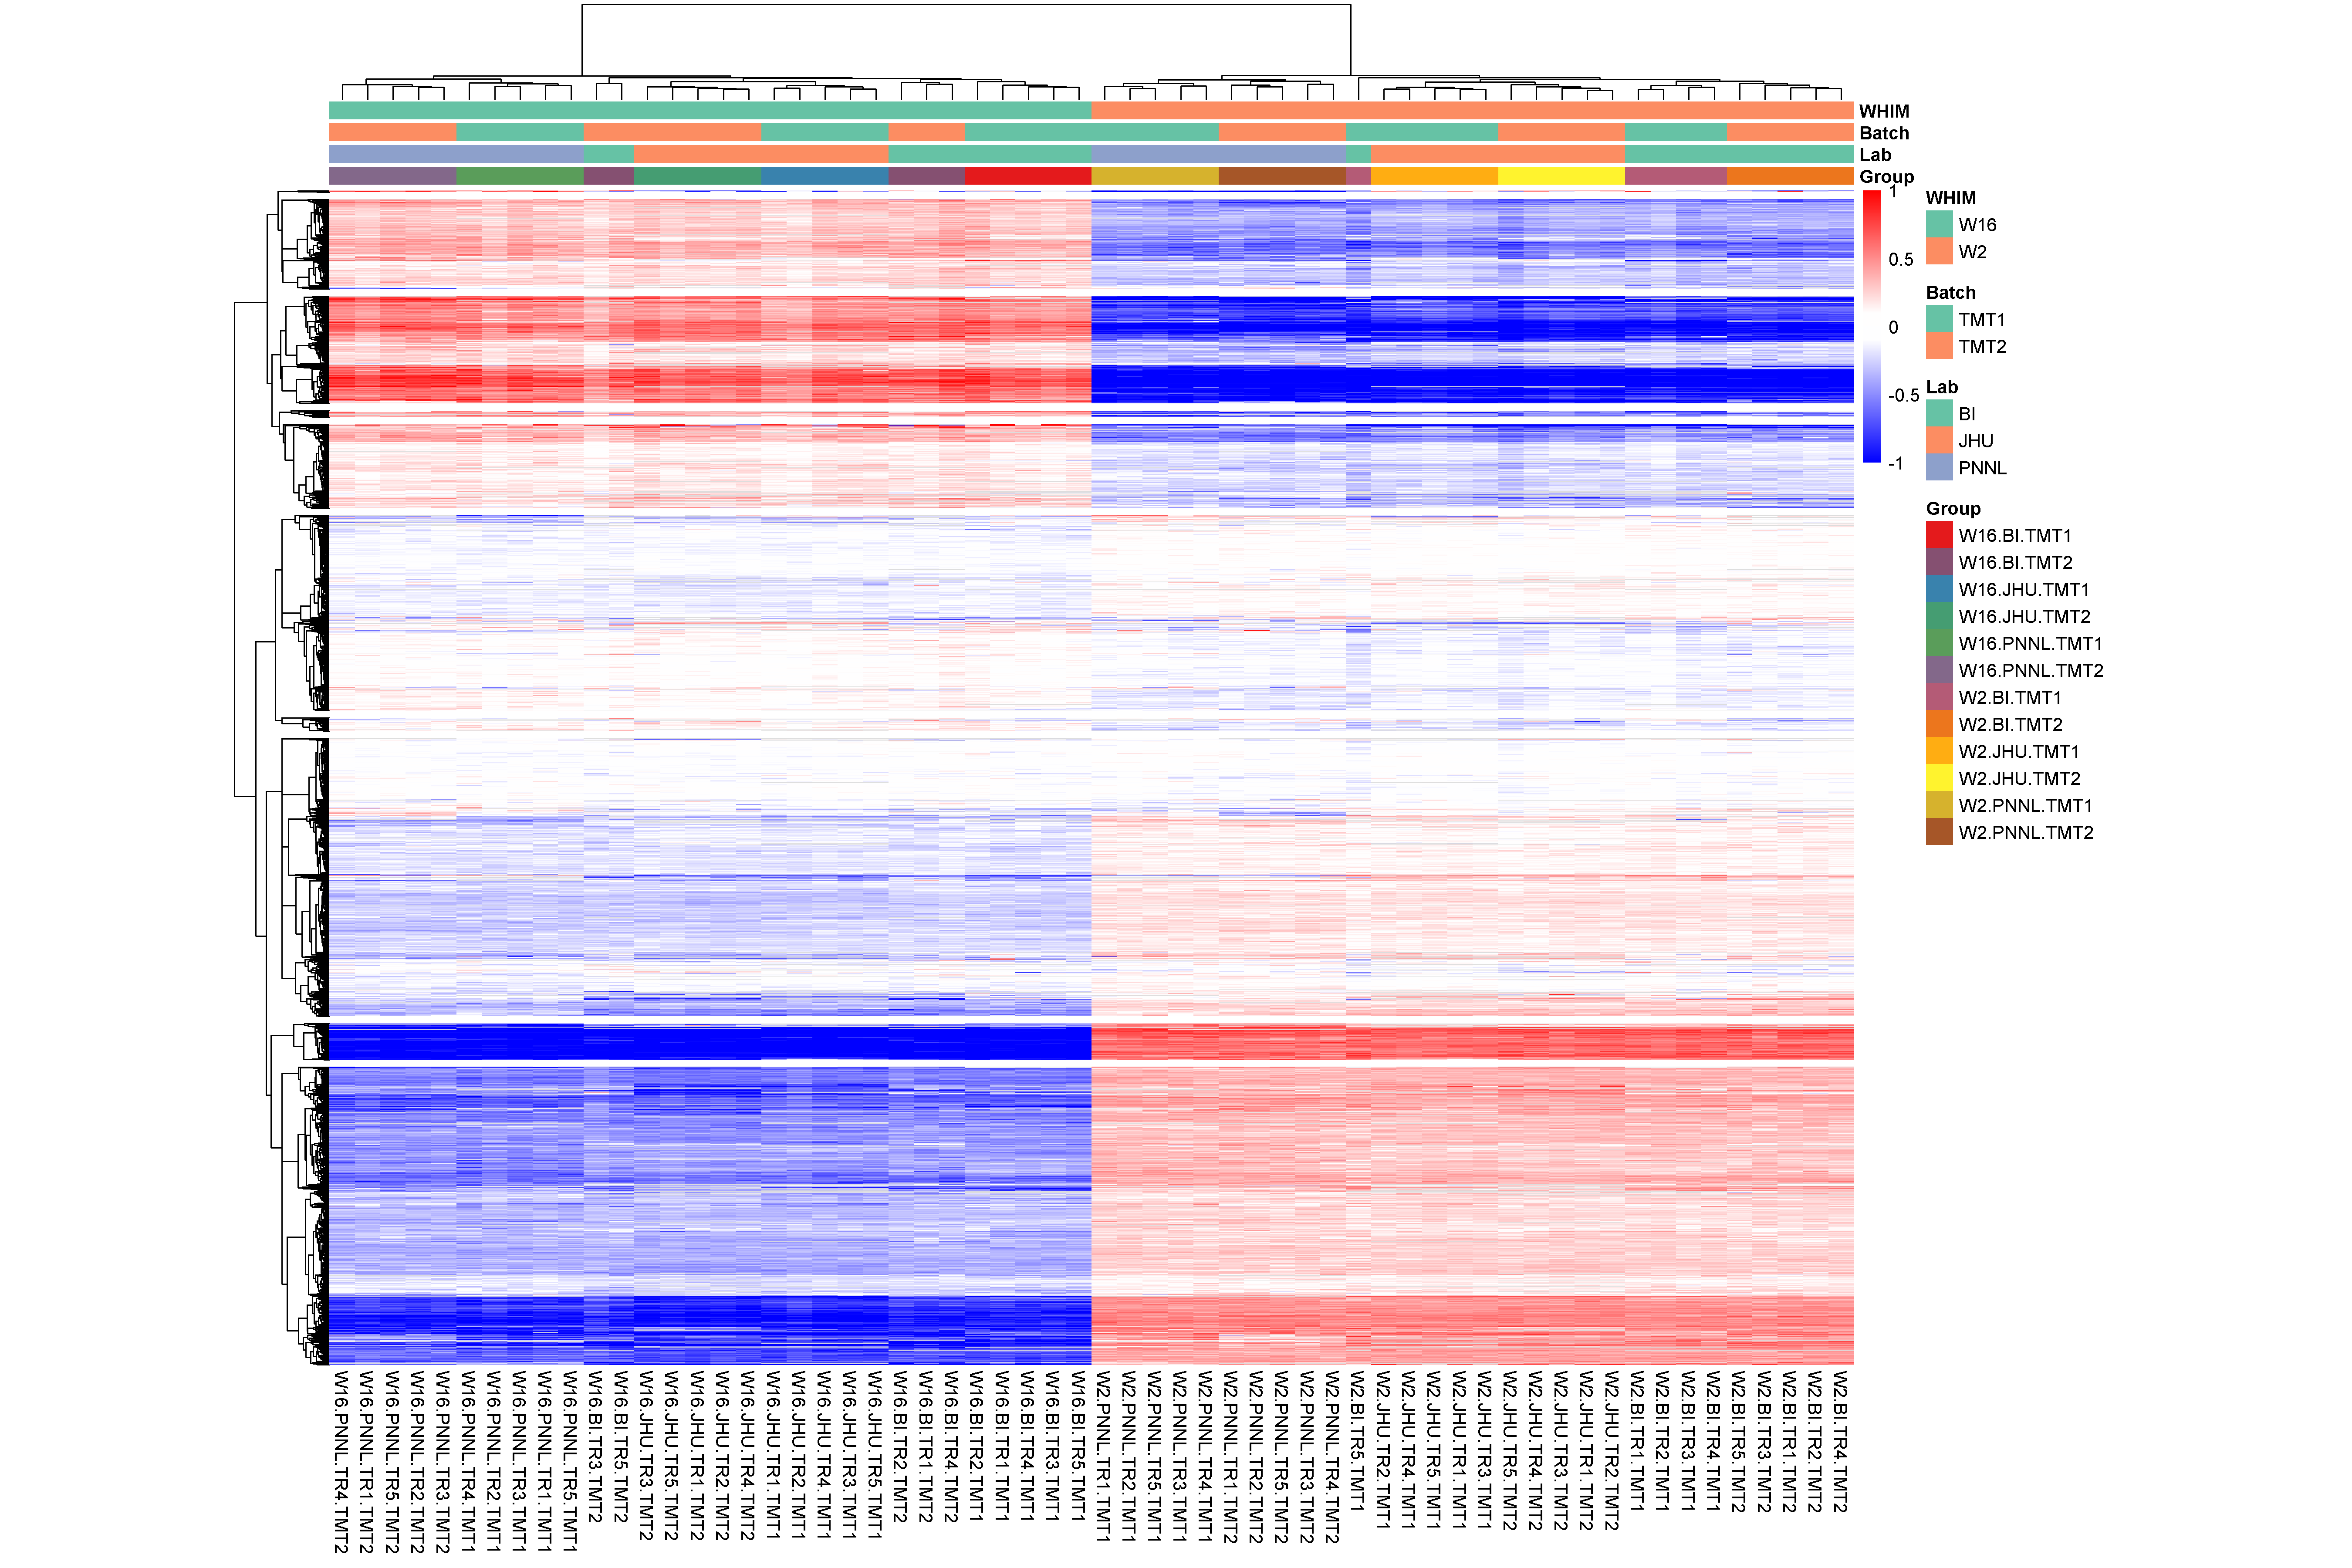 WHIM
Batch
Lab
Group
1
0.5
0
-0.5
-1
WHIM
W16
W2
Batch
TMT1
TMT2
Lab
BI
JHU
PNNL
Group
W16.BI.TMT1
W16.BI.TMT2
W16.JHU.TMT1
W16.JHU.TMT2
W16.PNNL.TMT1
W16.PNNL.TMT2
W2.BI.TMT1
W2.BI.TMT2
W2.JHU.TMT1
W2.JHU.TMT2
W2.PNNL.TMT1
W2.PNNL.TMT2
W16.PNNL.TR4.TMT2
W16.PNNL.TR1.TMT2
W16.PNNL.TR5.TMT2
W16.PNNL.TR2.TMT2
W16.PNNL.TR3.TMT2
W16.PNNL.TR4.TMT1
W16.PNNL.TR2.TMT1
W16.PNNL.TR3.TMT1
W16.PNNL.TR1.TMT1
W16.PNNL.TR5.TMT1
W16.BI.TR3.TMT2
W16.BI.TR5.TMT2
W16.JHU.TR3.TMT2
W16.JHU.TR5.TMT2
W16.JHU.TR1.TMT2
W16.JHU.TR2.TMT2
W16.JHU.TR4.TMT2
W16.JHU.TR1.TMT1
W16.JHU.TR2.TMT1
W16.JHU.TR4.TMT1
W16.JHU.TR3.TMT1
W16.JHU.TR5.TMT1
W16.BI.TR2.TMT2
W16.BI.TR1.TMT2
W16.BI.TR4.TMT2
W16.BI.TR2.TMT1
W16.BI.TR1.TMT1
W16.BI.TR4.TMT1
W16.BI.TR3.TMT1
W16.BI.TR5.TMT1
W2.PNNL.TR1.TMT1
W2.PNNL.TR2.TMT1
W2.PNNL.TR5.TMT1
W2.PNNL.TR3.TMT1
W2.PNNL.TR4.TMT1
W2.PNNL.TR1.TMT2
W2.PNNL.TR2.TMT2
W2.PNNL.TR5.TMT2
W2.PNNL.TR3.TMT2
W2.PNNL.TR4.TMT2
W2.BI.TR5.TMT1
W2.JHU.TR2.TMT1
W2.JHU.TR4.TMT1
W2.JHU.TR5.TMT1
W2.JHU.TR1.TMT1
W2.JHU.TR3.TMT1
W2.JHU.TR5.TMT2
W2.JHU.TR4.TMT2
W2.JHU.TR3.TMT2
W2.JHU.TR1.TMT2
W2.JHU.TR2.TMT2
W2.BI.TR1.TMT1
W2.BI.TR2.TMT1
W2.BI.TR3.TMT1
W2.BI.TR4.TMT1
W2.BI.TR5.TMT2
W2.BI.TR3.TMT2
W2.BI.TR1.TMT2
W2.BI.TR2.TMT2
W2.BI.TR4.TMT2